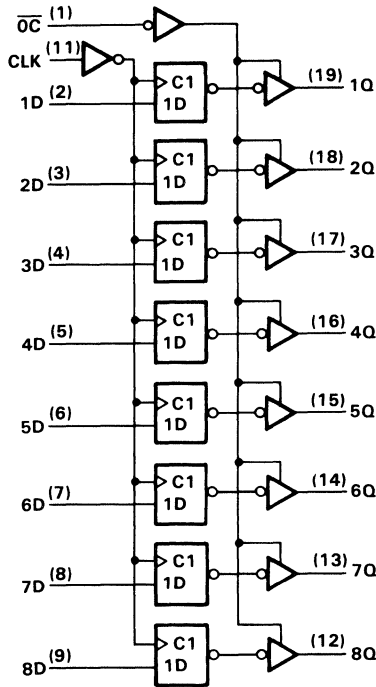 O̅C̅ (1)
CLK (11)
C1 (19) 1Q
1D (2) 1D
C1 (18) 2Q
2D (3) 1D
C1 (17) 3Q
3D (4) 1D
C1 (16) 4Q
4D (5) 1D
C1 (15) 5Q
5D (6) 1D
C1 (14) 6Q
6D (7) 1D
C1 (13) 7Q
7D (8) 1D
C1 (12) 8Q
8D (9) 1D